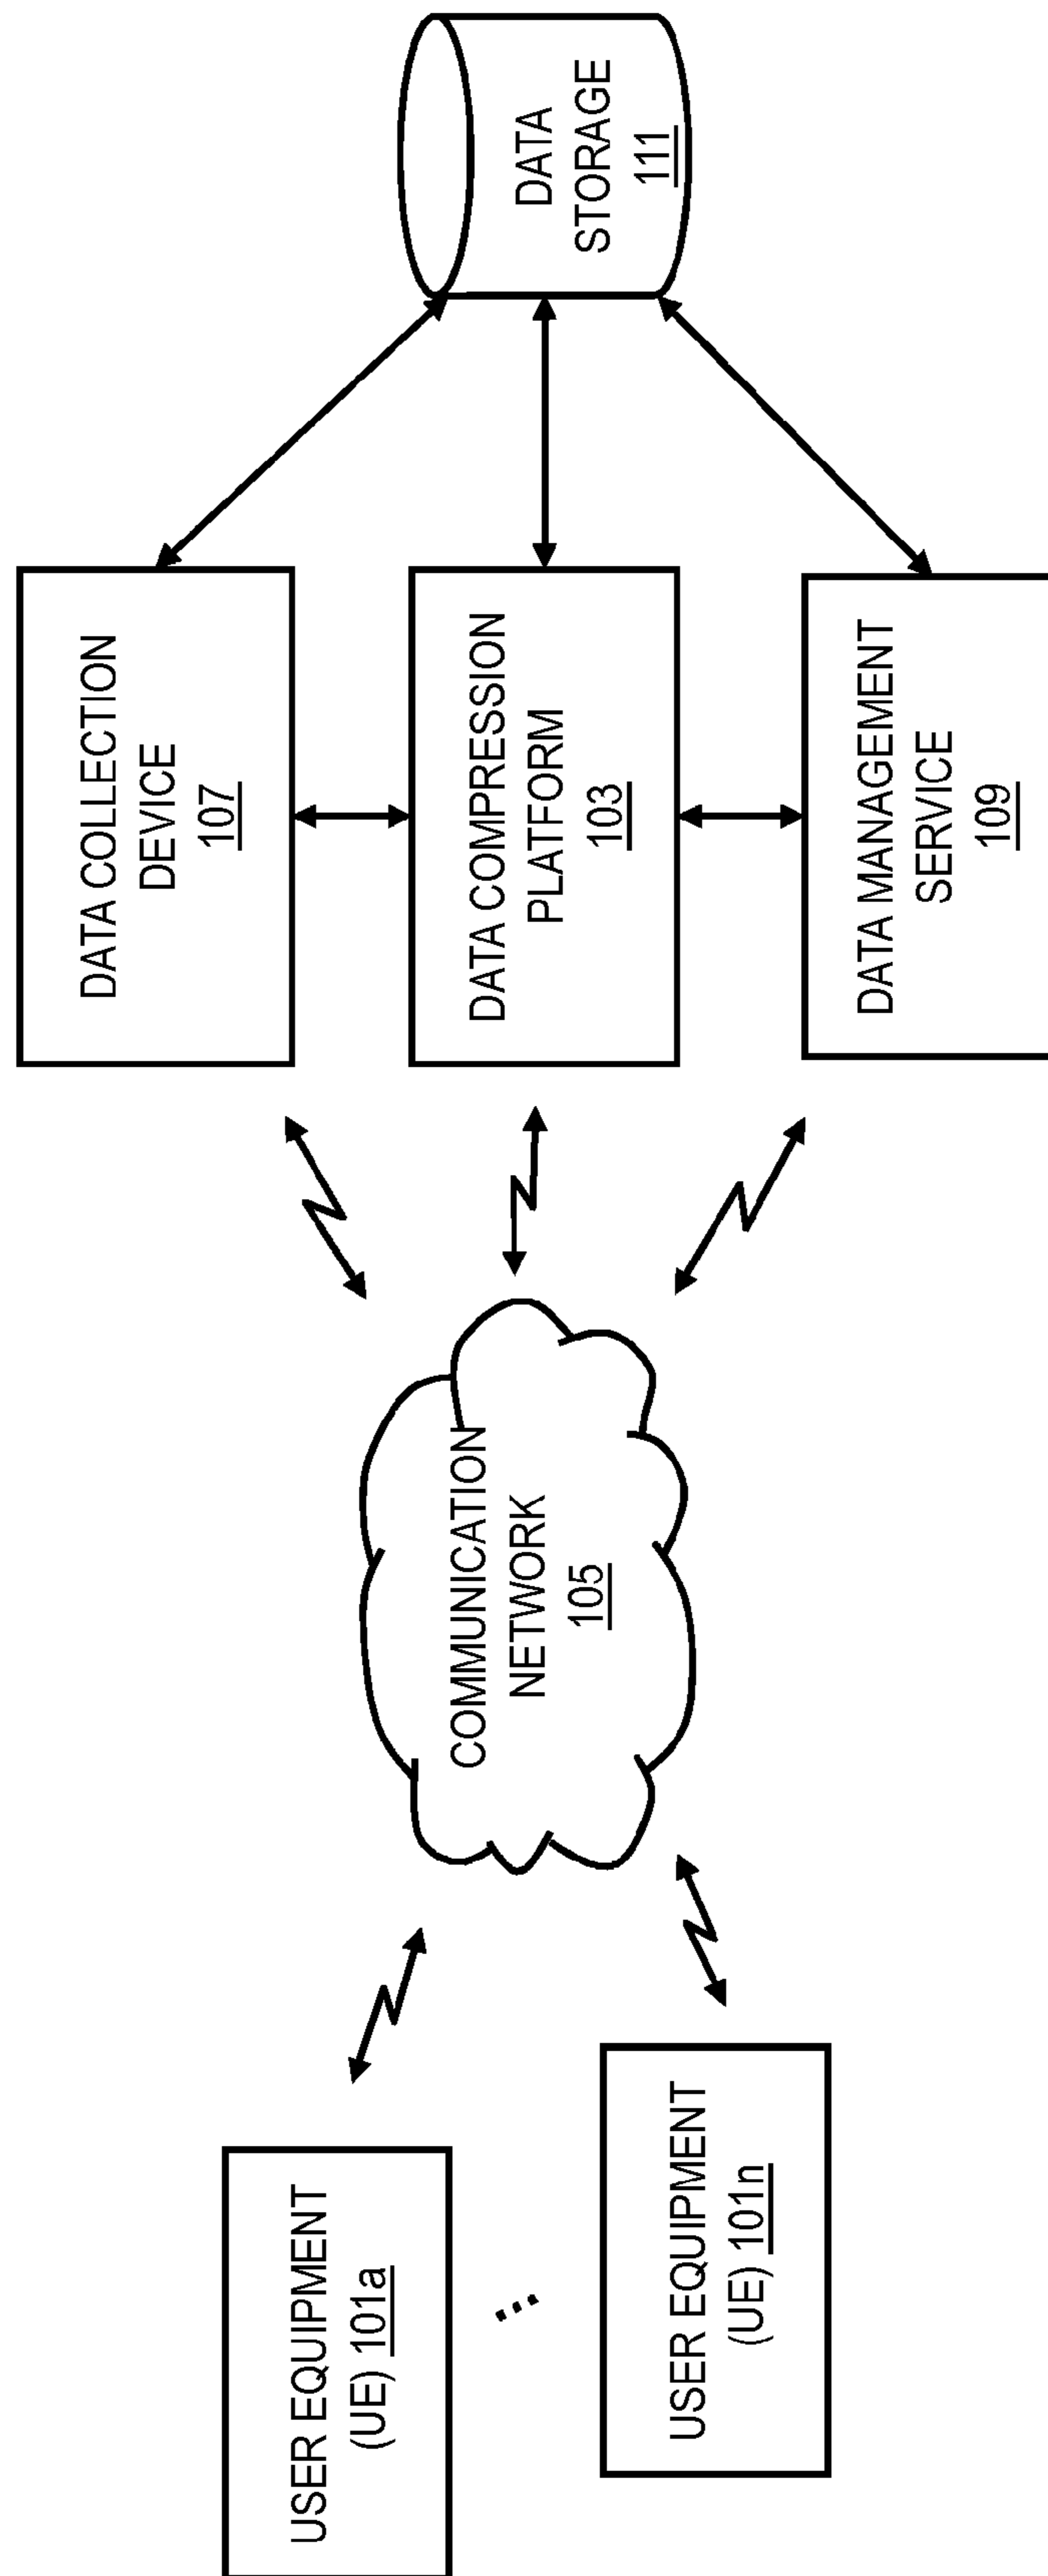 USER EQUIPMENT
(UE) 101a
USER EQUIPMENT
(UE) 101n
COMMUNICATION
NETWORK
105
DATA COLLECTION
DEVICE
107
DATA COMPRESSION
PLATFORM
103
DATA MANAGEMENT
SERVICE
109
DATA
STORAGE
111